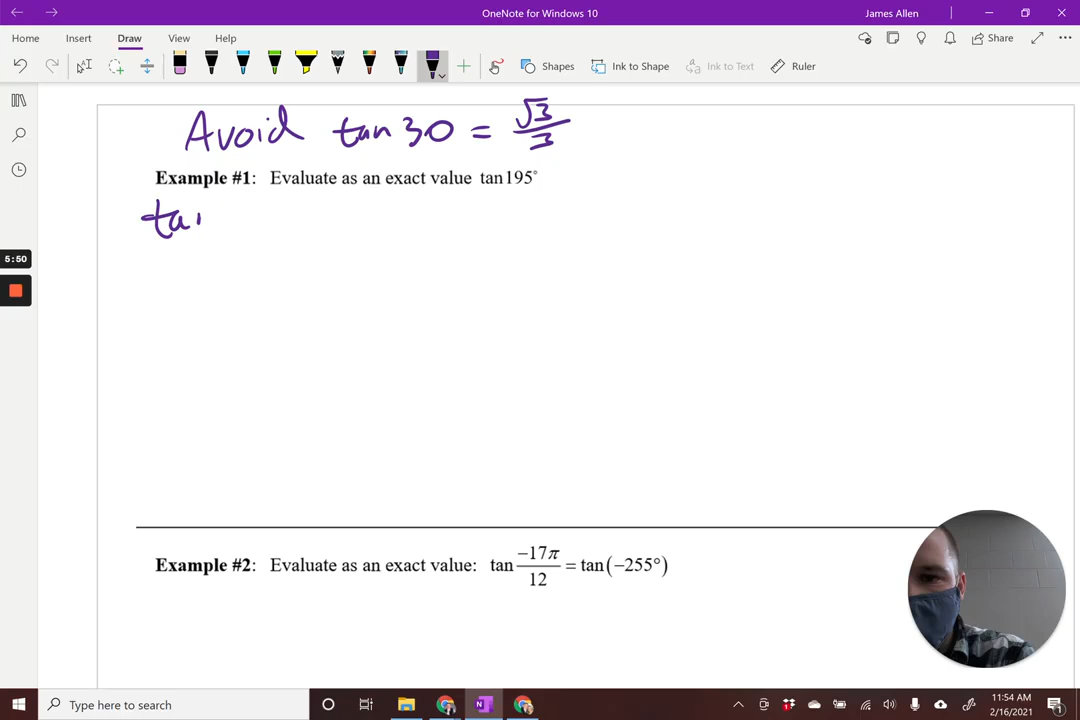 OneNote for Windows 10
James Allen
Home Insert Draw View Help
Share
Shapes Ink to Shape Ink to Text Ruler
Avoid tan 30 = √3/3
Example #1: Evaluate as an exact value tan195°
tan
5:50
Example #2: Evaluate as an exact value: tan −17π/12 = tan(−255°)
Type here to search
11:54 AM
2/16/2021
1